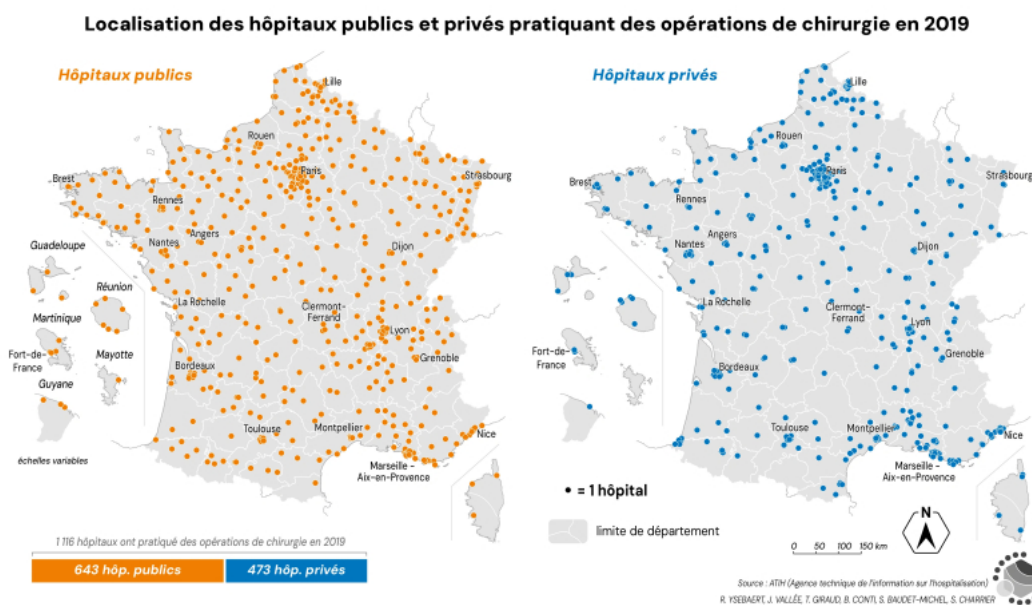 Localisation des hôpitaux publics et privés pratiquant des opérations de chirurgie en 2019
Hôpitaux publics
Lille
Rouen
Paris
Strasbourg
Brest
Rennes
Angers
Nantes
Dijon
Guadeloupe
Réunion
La Rochelle
Clermont-
Ferrand
Martinique
Lyon
Fort-de-
France
Mayotte
Grenoble
Bordeaux
Guyane
Toulouse
Montpellier
Nice
échelles variables
Marseille -
Aix-en-Provence
1 116 hôpitaux ont pratiqué des opérations de chirurgie en 2019
643 hôp. publics
473 hôp. privés
Hôpitaux privés
Lille
Rouen
Paris
Strasbourg
Brest
Rennes
Angers
Nantes
Dijon
La Rochelle
Clermont-
Ferrand
Lyon
Fort-de-
France
Grenoble
Bordeaux
Toulouse
Montpellier
Nice
Marseille -
Aix-en-Provence
= 1 hôpital
limite de département
N
0 50 100 150 km
Source : ATIH (Agence technique de l'information sur l'hospitalisation)
R. YSEBAERT, J. VALLÉE, T. GIRAUD, B. CONTI, S. BAUDET-MICHEL, S. CHARRIER